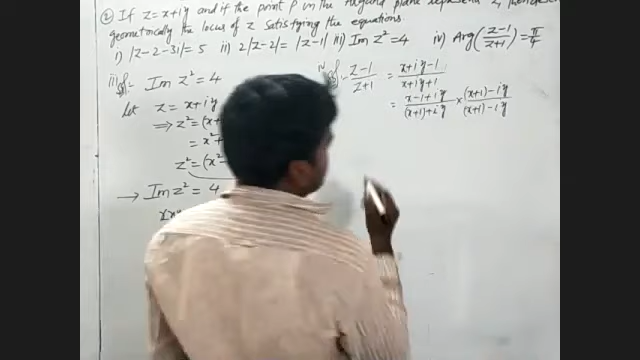 ② If z = x+iy and if the point P in the Argand plane represents z, then describe
geometrically the locus of z satisfying the equations.
i) |z-2-3i| = 5 ii) 2|z-2| = |z-1| iii) Im z² = 4 iv) Arg((z-1)/(z+1)) = π/4
iii) Sol:- Im z² = 4
Let z = x+iy
⇒ z² = (x+
= x²+
z² = (x²-
→ Im z² = 4
iv Sol:- (z-1)/(z+1) = (x+iy-1)/(x+iy+1)
= (x-1+iy)/((x+1)+iy) × ((x+1)-iy)/((x+1)-iy)